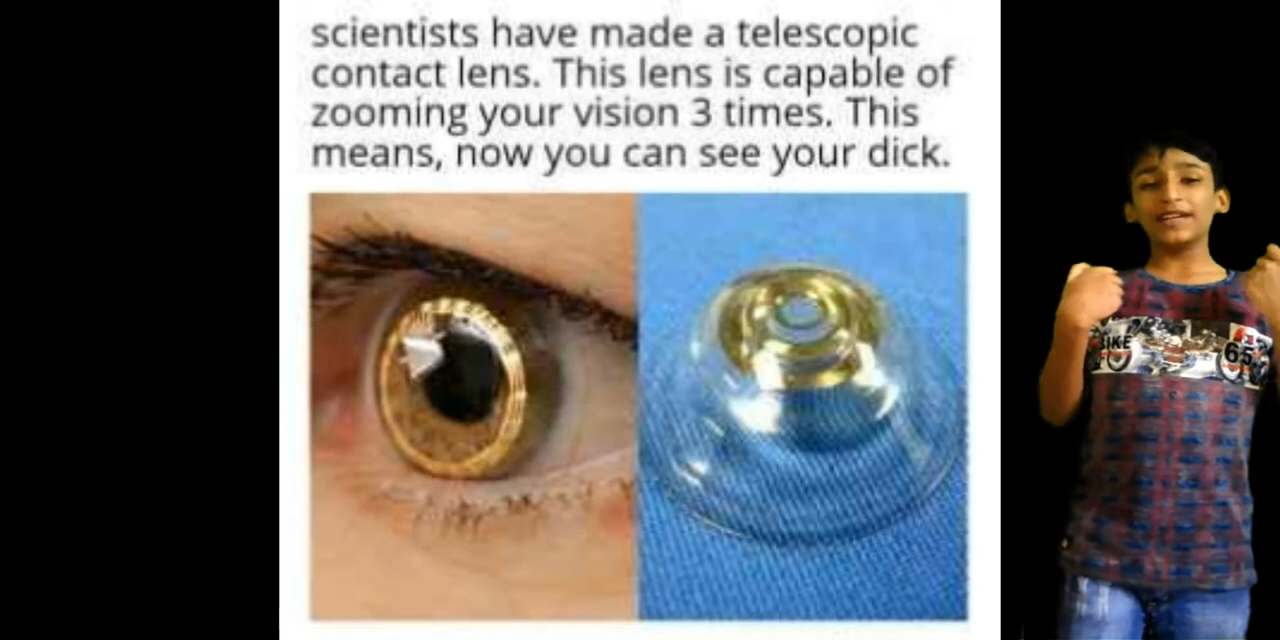 scientists have made a telescopic
contact lens. This lens is capable of
zooming your vision 3 times. This
means, now you can see your dick.
65